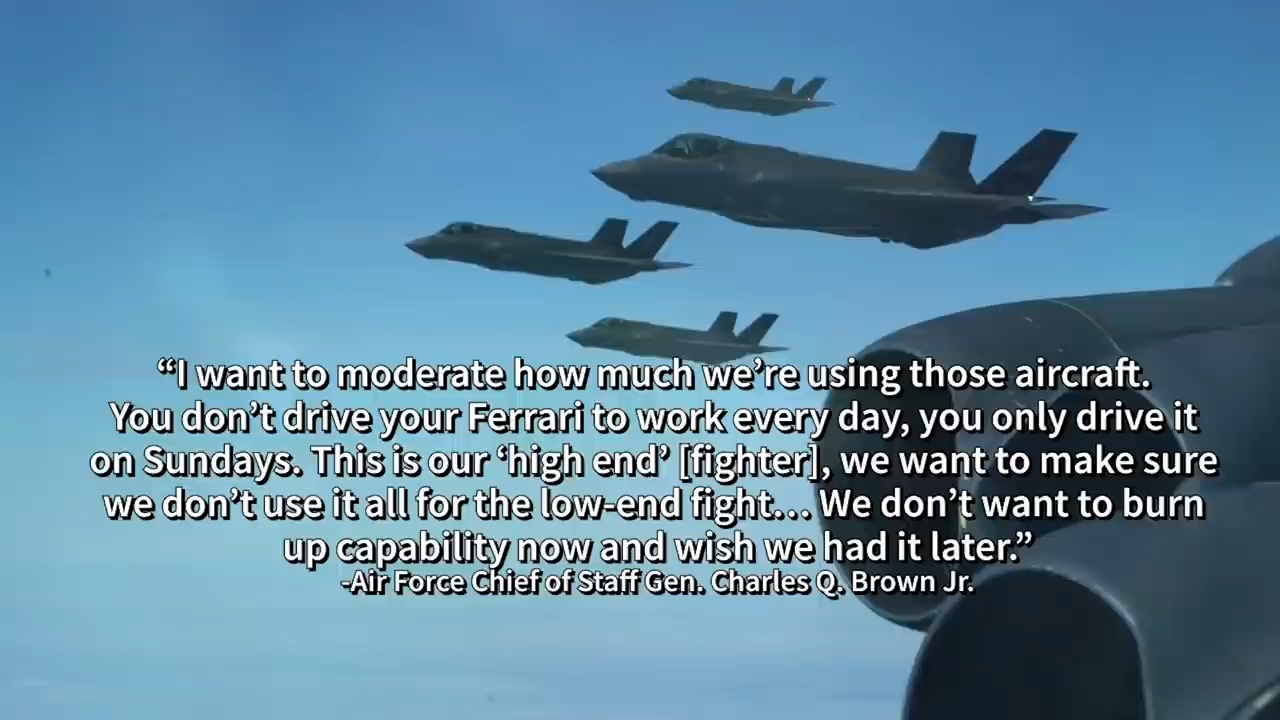 “I want to moderate how much we’re using those aircraft.
You don’t drive your Ferrari to work every day, you only drive it
on Sundays. This is our ‘high end’ [fighter], we want to make sure
we don’t use it all for the low-end fight… We don’t want to burn
up capability now and wish we had it later.”
-Air Force Chief of Staff Gen. Charles Q. Brown Jr.